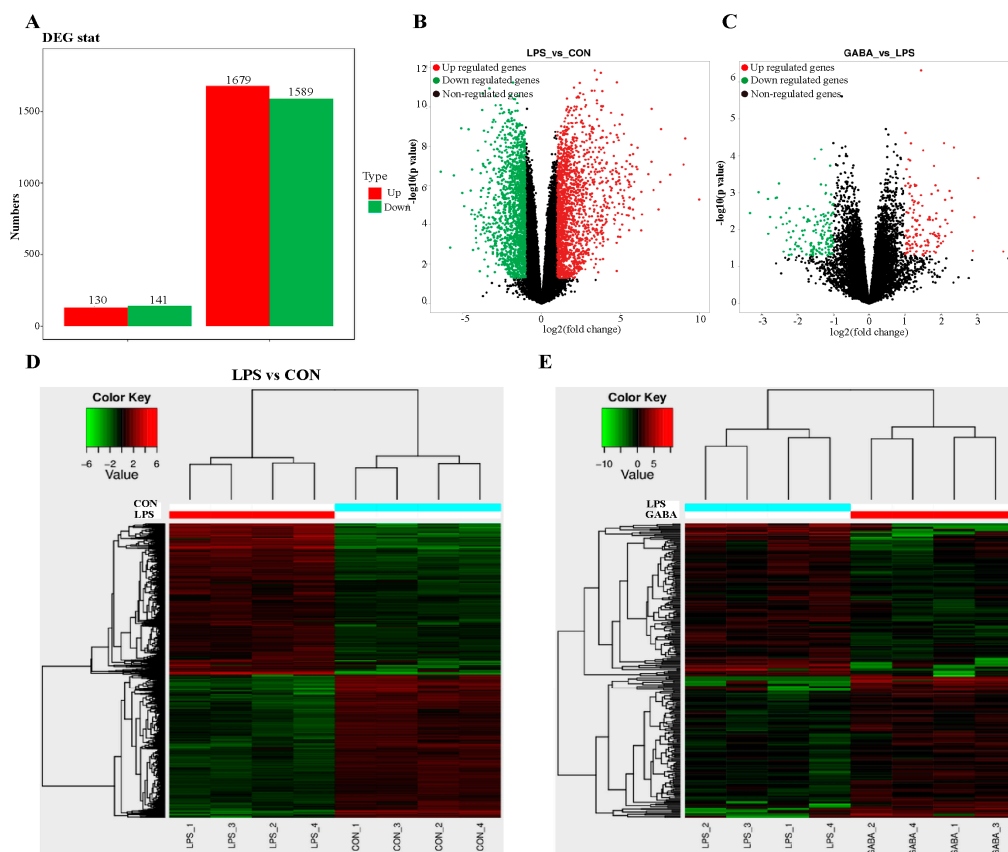 A
DEG stat
1679
1589
130
141
1500
1000
500
0
Numbers
Type
Up
Down
B
LPS_vs_CON
Up regulated genes
Down regulated genes
Non-regulated genes
12
10
8
6
4
2
0
-log10(p value)
-5
0
5
10
log2(fold change)
C
GABA_vs_LPS
Up regulated genes
Down regulated genes
Non-regulated genes
6
5
4
3
2
1
0
-log10(p value)
-3
-2
-1
0
1
2
3
log2(fold change)
D
LPS vs CON
Color Key
-6
-2
2
6
Value
CON
LPS
LPS_1
LPS_3
LPS_2
LPS_4
CON_1
CON_3
CON_2
CON_4
E
Color Key
-10
0
5
Value
LPS
GABA
LPS_2
LPS_3
LPS_1
LPS_4
GABA_2
GABA_4
GABA_1
GABA_3